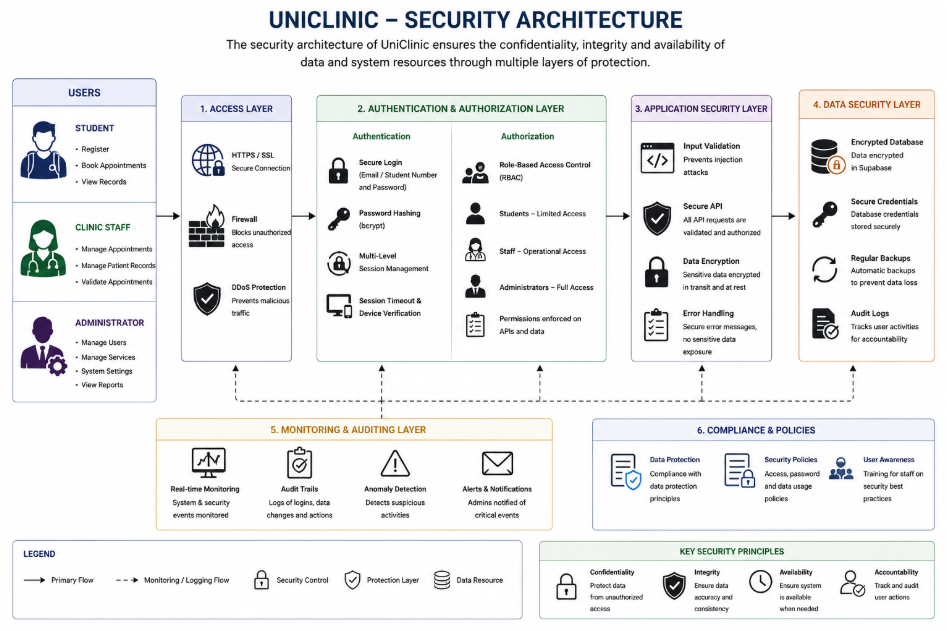 UNICLINIC – SECURITY ARCHITECTURE
The security architecture of UniClinic ensures the confidentiality, integrity and availability of
data and system resources through multiple layers of protection.
USERS
STUDENT
• Register
• Book Appointments
• View Records
CLINIC STAFF
• Manage Appointments
• Manage Patient Records
• Validate Appointments
ADMINISTRATOR
• Manage Users
• Manage Services
• System Settings
• View Reports
1. ACCESS LAYER
HTTPS / SSL
Secure Connection
Firewall
Blocks unauthorized
access
DDoS Protection
Prevents malicious
traffic
2. AUTHENTICATION & AUTHORIZATION LAYER
Authentication
Secure Login
(Email / Student Number
and Password)
Password Hashing
(bcrypt)
Multi-Level
Session Management
Session Timeout &
Device Verification
Authorization
Role-Based Access Control
(RBAC)
Students – Limited Access
Staff – Operational Access
Administrators – Full Access
Permissions enforced on
APIs and data
3. APPLICATION SECURITY LAYER
Input Validation
Prevents injection
attacks
Secure API
All API requests are
validated and authorized
Data Encryption
Sensitive data encrypted
in transit and at rest
Error Handling
Secure error messages,
no sensitive data
exposure
4. DATA SECURITY LAYER
Encrypted Database
Data encrypted
in Supabase
Secure Credentials
Database credentials
stored securely
Regular Backups
Automatic backups
to prevent data loss
Audit Logs
Tracks user activities
for accountability
5. MONITORING & AUDITING LAYER
Real-time Monitoring
System & security
events monitored
Audit Trails
Logs of logins, data
changes and actions
Anomaly Detection
Detects suspicious
activities
Alerts & Notifications
Admins notified of
critical events
6. COMPLIANCE & POLICIES
Data Protection
Compliance with
data protection
principles
Security Policies
Access, password
and data usage
policies
User Awareness
Training for staff on
security best
practices
LEGEND
Primary Flow
Monitoring / Logging Flow
Security Control
Protection Layer
Data Resource
KEY SECURITY PRINCIPLES
Confidentiality
Protect data
from unauthorized
access
Integrity
Ensure data
accuracy and
consistency
Availability
Ensure system
is available
when needed
Accountability
Track and audit
user actions